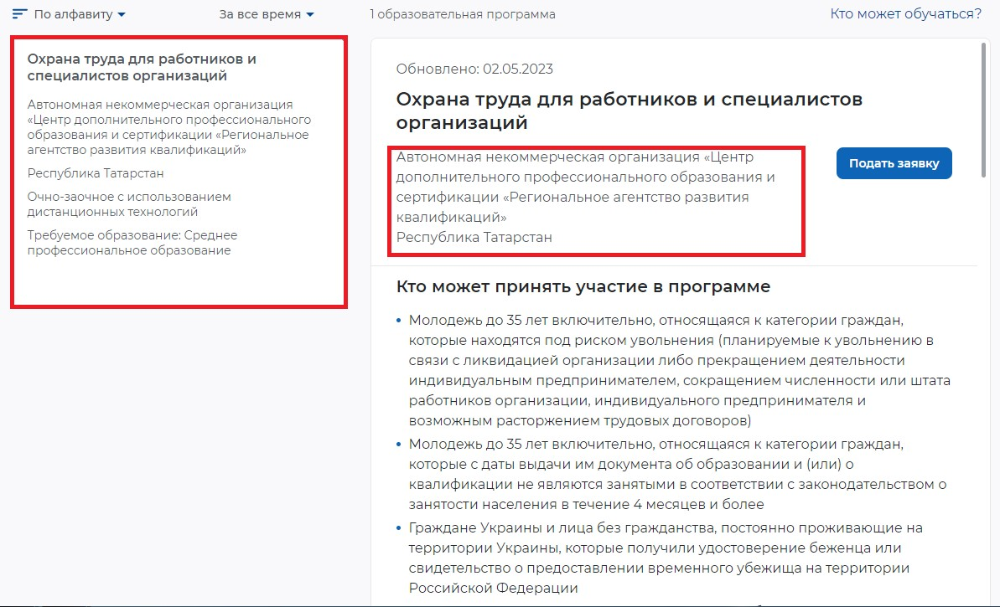 По алфавиту
За все время
1 образовательная программа
Кто может обучаться?
Охрана труда для работников и
специалистов организаций
Автономная некоммерческая организация
«Центр дополнительного профессионального
образования и сертификации «Региональное
агентство развития квалификаций»
Республика Татарстан
Очно-заочное с использованием
дистанционных технологий
Требуемое образование: Среднее
профессиональное образование
Обновлено: 02.05.2023
Охрана труда для работников и специалистов
организаций
Автономная некоммерческая организация «Центр
дополнительного профессионального образования и
сертификации «Региональное агентство развития
квалификаций»
Республика Татарстан
Подать заявку
Кто может принять участие в программе
• Молодежь до 35 лет включительно, относящаяся к категории граждан,
которые находятся под риском увольнения (планируемые к увольнению в
связи с ликвидацией организации либо прекращением деятельности
индивидуальным предпринимателем, сокращением численности или штата
работников организации, индивидуального предпринимателя и
возможным расторжением трудовых договоров)
• Молодежь до 35 лет включительно, относящаяся к категории граждан,
которые с даты выдачи им документа об образовании и (или) о
квалификации не являются занятыми в соответствии с законодательством о
занятости населения в течение 4 месяцев и более
• Граждане Украины и лица без гражданства, постоянно проживающие на
территории Украины, которые получили удостоверение беженца или
свидетельство о предоставлении временного убежища на территории
Российской Федерации